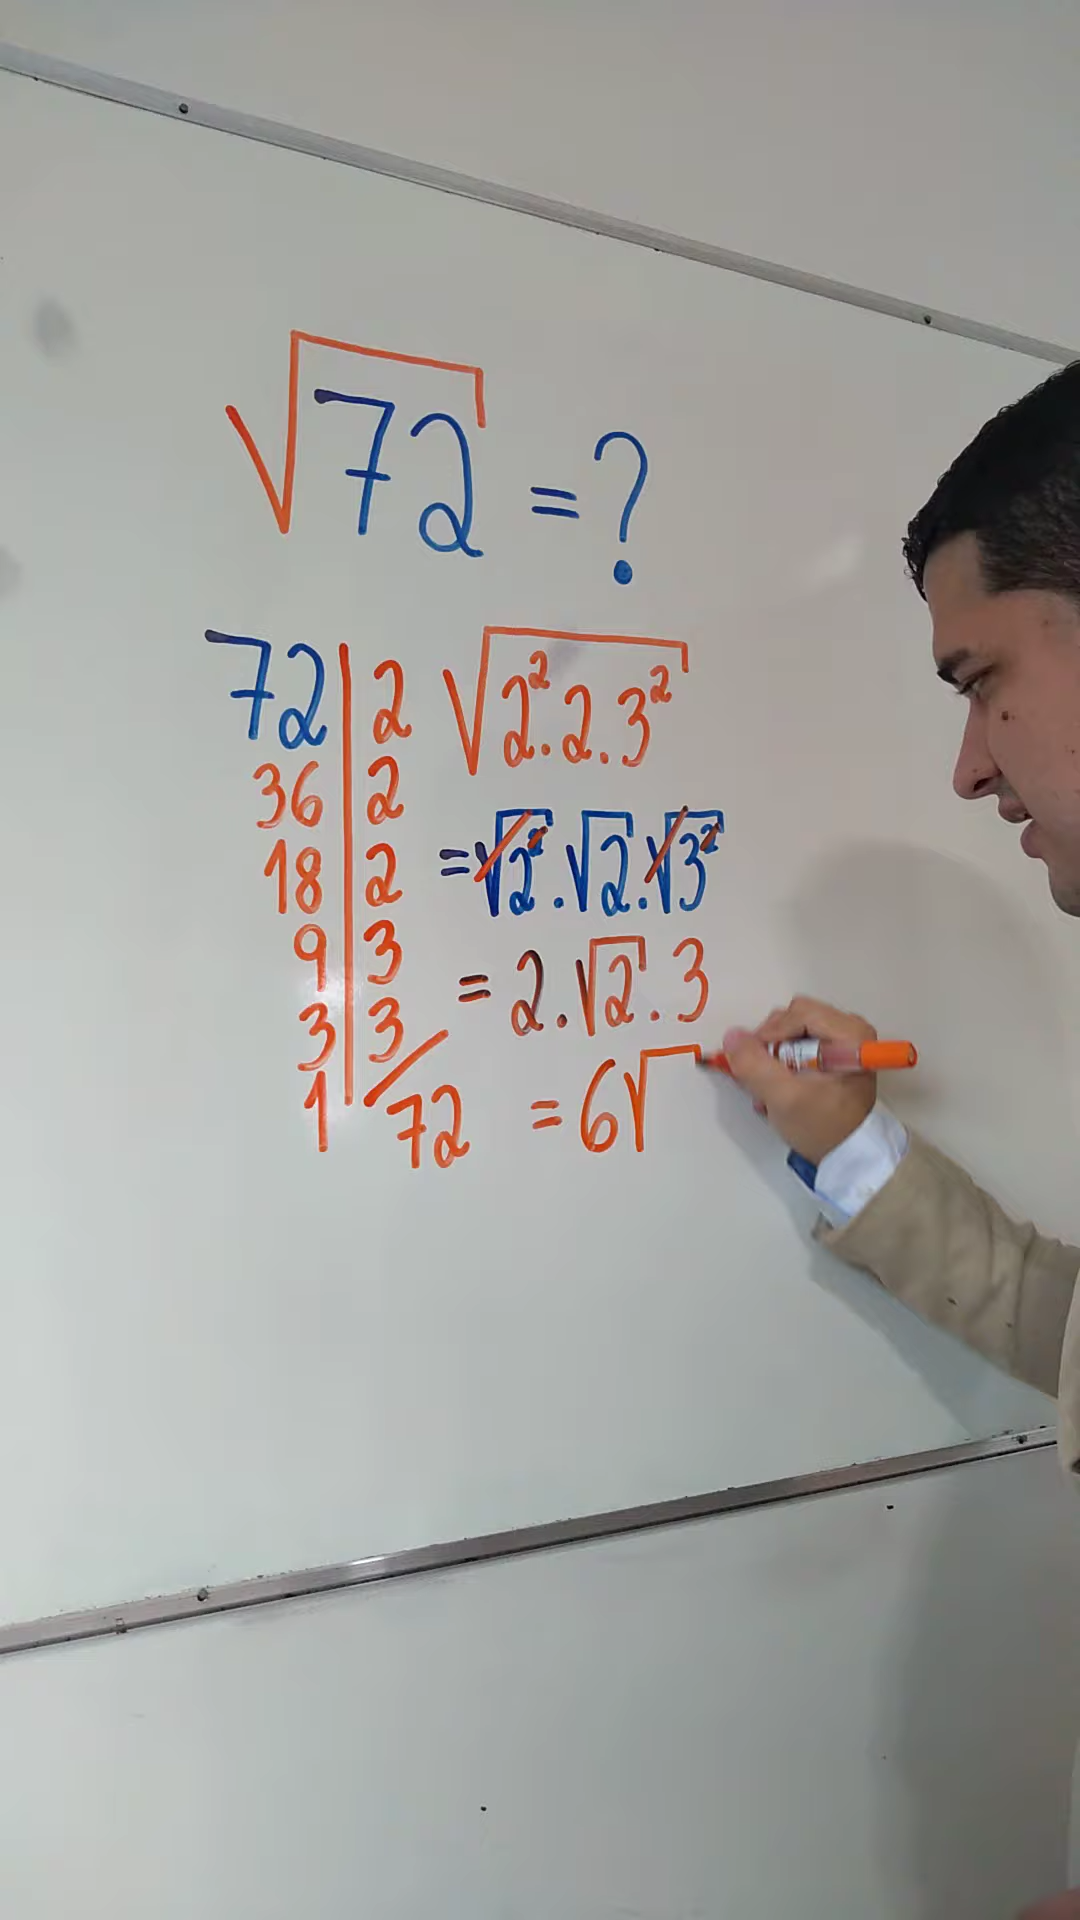 √72 = ?
72 | 2 √2².2.3²
36 | 2
18 | 2 = √2².√2.√3²
9 | 3
3 | 3 = 2.√2.3
1 / 72 = 6√